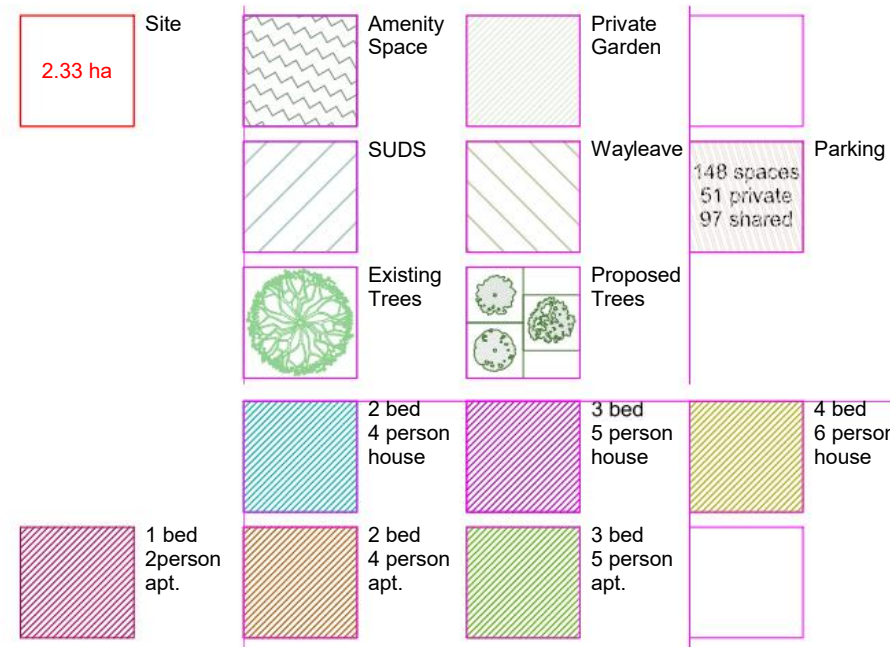 2.33 ha
Site
Amenity
Space
Private
Garden
SUDS
Wayleave
148 spaces
51 private
97 shared
Parking
Existing
Trees
Proposed
Trees
2 bed
4 person
house
3 bed
5 person
house
4 bed
6 person
house
1 bed
2person
apt.
2 bed
4 person
apt.
3 bed
5 person
apt.